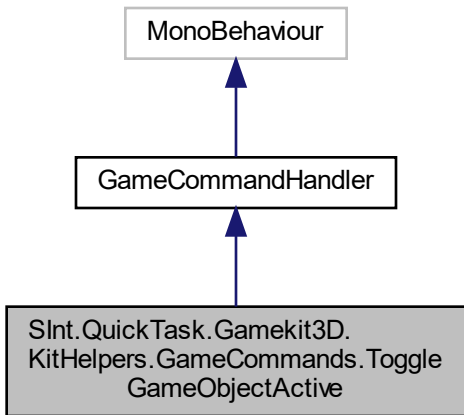 MonoBehaviour
GameCommandHandler
SInt.QuickTask.Gamekit3D.
KitHelpers.GameCommands.Toggle
GameObjectActive